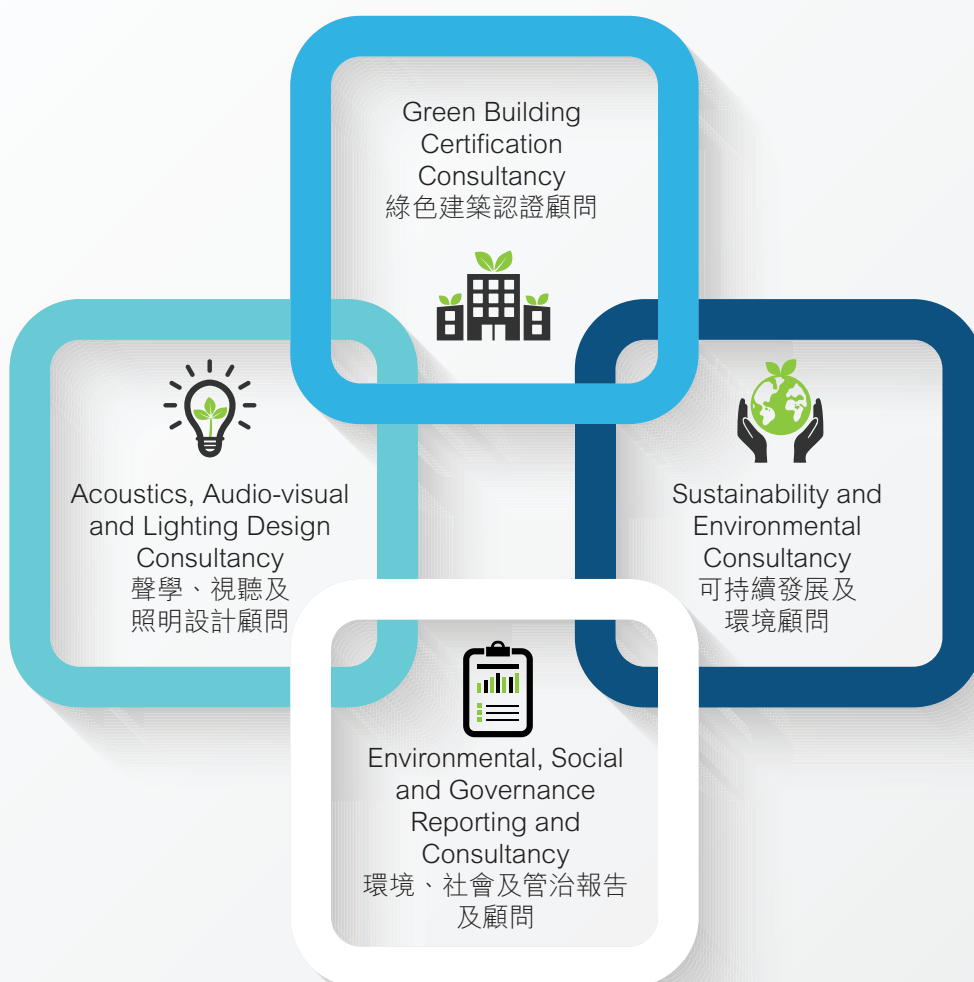 Green Building
Certification
Consultancy
綠色建築認證顧問
Acoustics, Audio-visual
and Lighting Design
Consultancy
聲學、視聽及
照明設計顧問
Sustainability and
Environmental
Consultancy
可持續發展及
環境顧問
Environmental, Social
and Governance
Reporting and
Consultancy
環境、社會及管治報告
及顧問